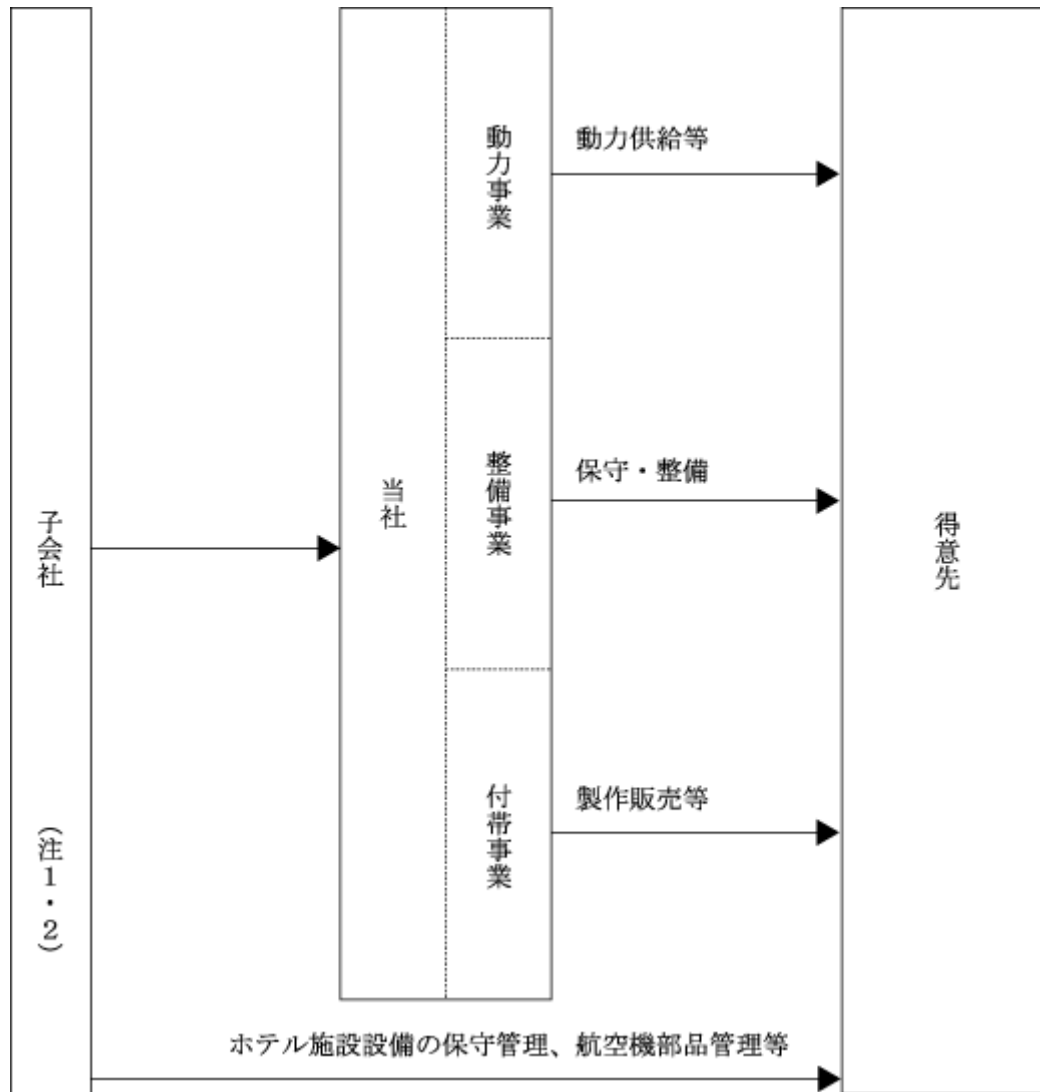 子会社
（注１・２）
当社
動力事業
整備事業
付帯事業
動力供給等
保守・整備
製作販売等
得意先
ホテル施設設備の保守管理、航空機部品管理等